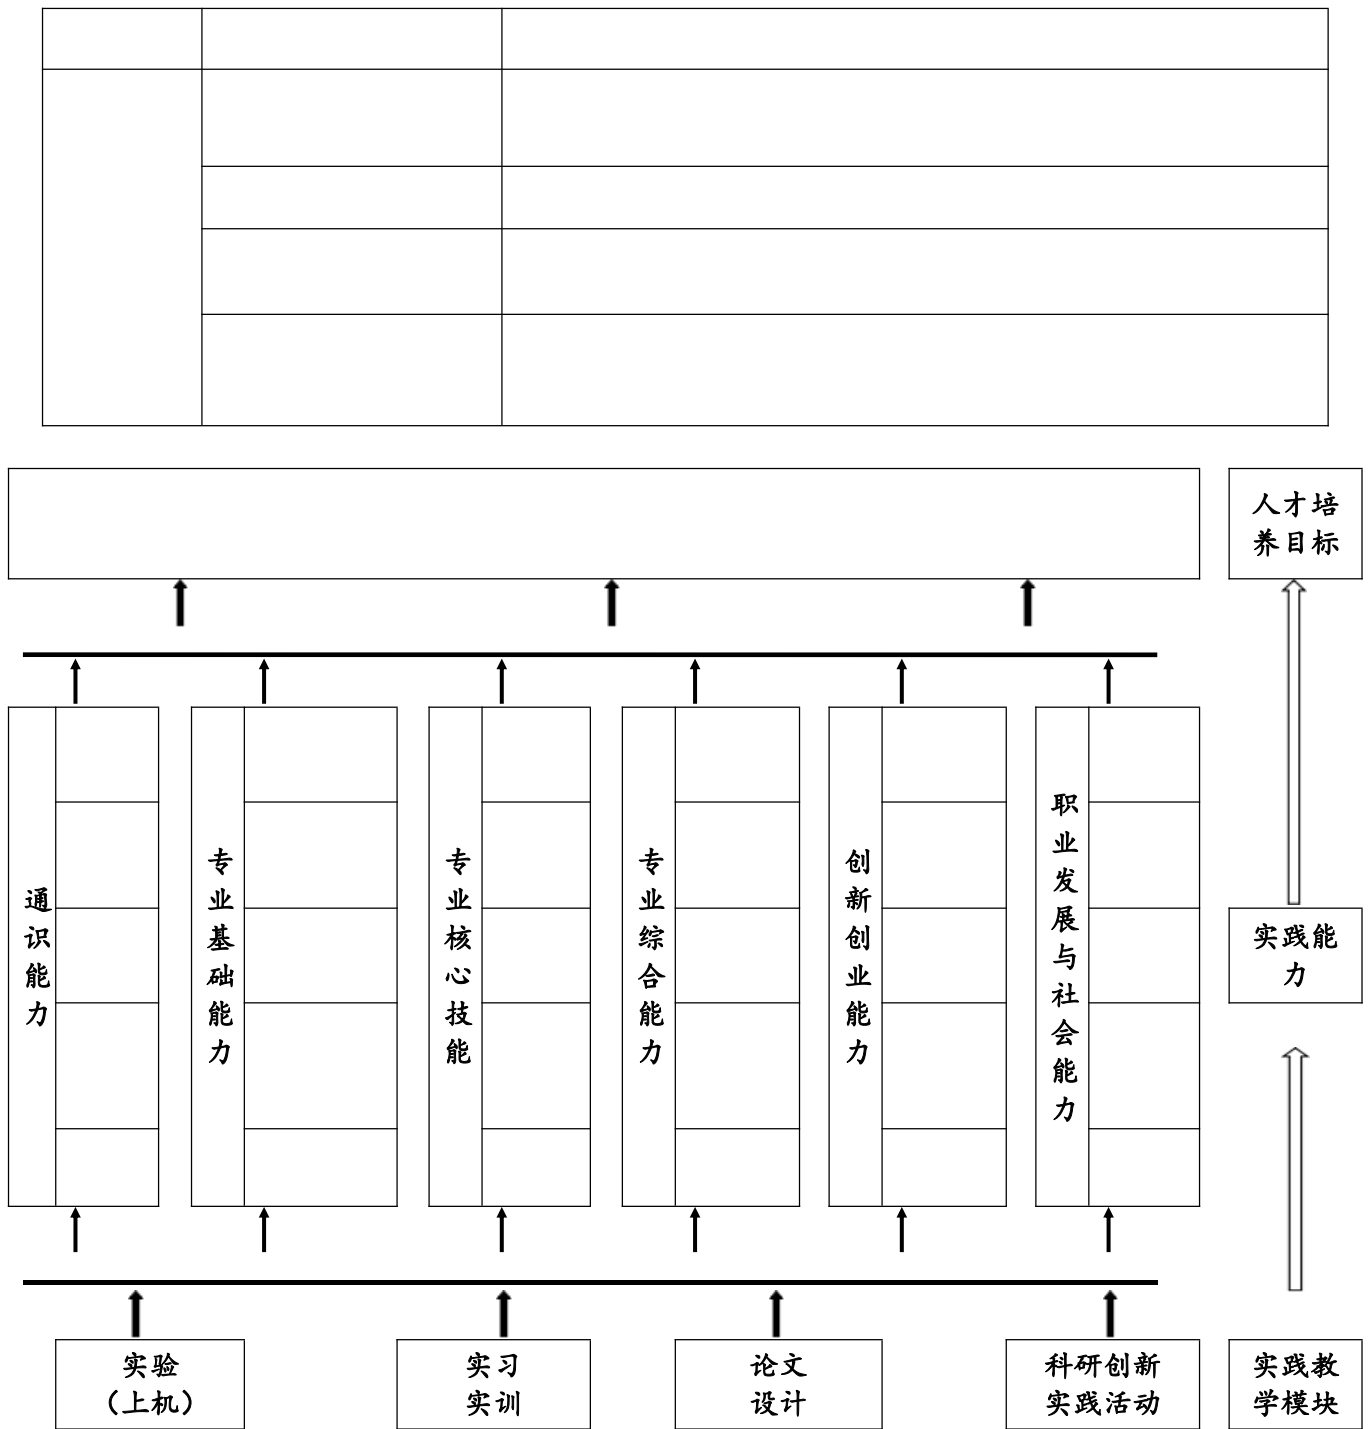 人才培
养目标
通识能力
专业基础能力
专业核心技能
专业综合能力
创新创业能力
职业发展与社会能力
实践能
力
实验
（上机）
实习
实训
论文
设计
科研创新
实践活动
实践教
学模块